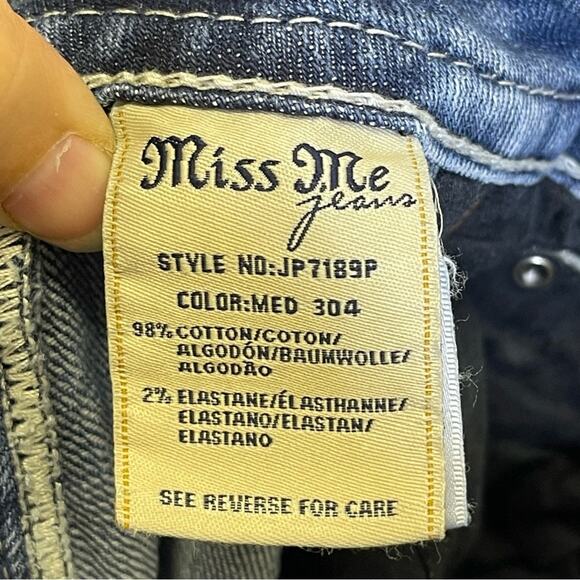 Miss Me
jeans
STYLE NO:JP7189P
COLOR:MED 304
98% COTTON/COTON/
ALGODÓN/BAUMWOLLE/
ALGODÃO
2% ELASTANE/ÉLASTHANNE/
ELASTANO/ELASTAN/
ELASTANO
SEE REVERSE FOR CARE